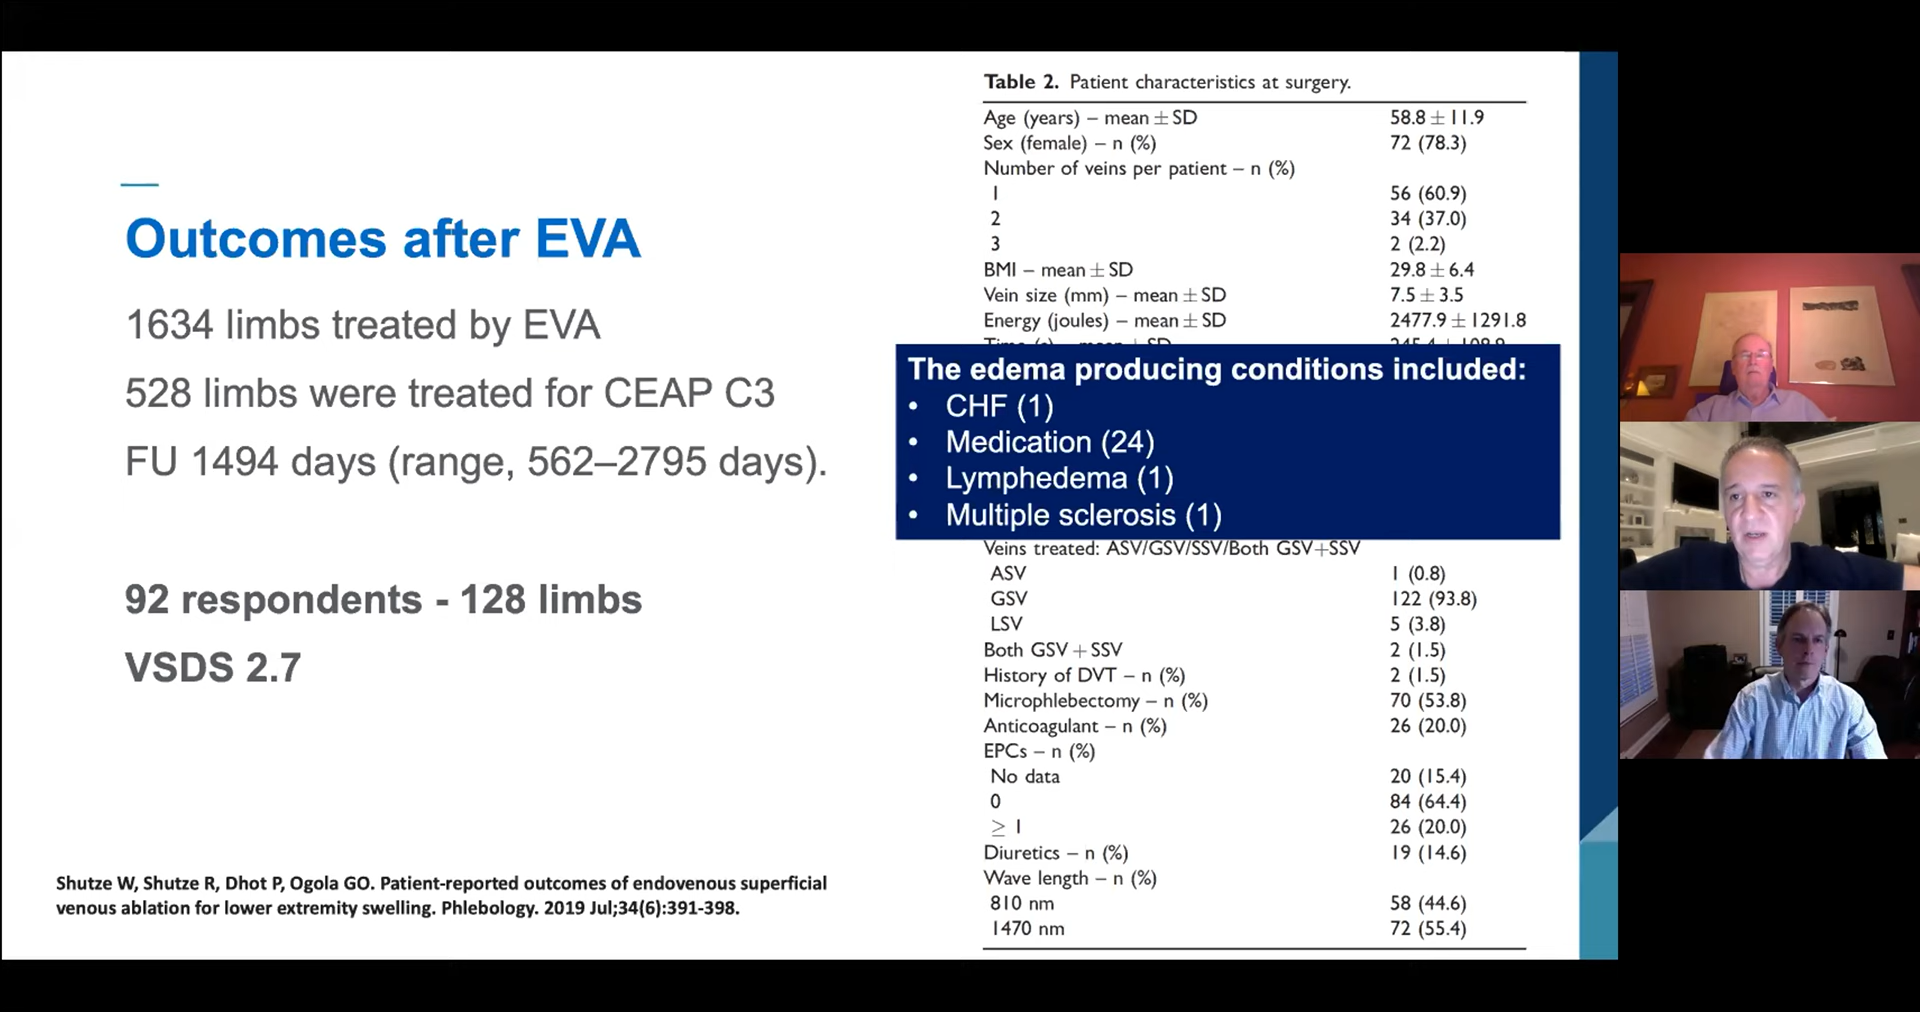 Outcomes after EVA
1634 limbs treated by EVA
528 limbs were treated for CEAP C3
FU 1494 days (range, 562–2795 days).
92 respondents - 128 limbs
VSDS 2.7
Shutze W, Shutze R, Dhot P, Ogola GO. Patient-reported outcomes of endovenous superficial
venous ablation for lower extremity swelling. Phlebology. 2019 Jul;34(6):391-398.
Table 2. Patient characteristics at surgery.
Age (years) – mean ± SD 58.8 ± 11.9
Sex (female) – n (%) 72 (78.3)
Number of veins per patient – n (%)
1 56 (60.9)
2 34 (37.0)
3 2 (2.2)
BMI – mean ± SD 29.8 ± 6.4
Vein size (mm) – mean ± SD 7.5 ± 3.5
Energy (joules) – mean ± SD 2477.9 ± 1291.8
The edema producing conditions included:
• CHF (1)
• Medication (24)
• Lymphedema (1)
• Multiple sclerosis (1)
Veins treated: ASV/GSV/SSV/Both GSV+SSV
ASV 1 (0.8)
GSV 122 (93.8)
LSV 5 (3.8)
Both GSV + SSV 2 (1.5)
History of DVT – n (%) 2 (1.5)
Microphlebectomy – n (%) 70 (53.8)
Anticoagulant – n (%) 26 (20.0)
EPCs – n (%)
No data 20 (15.4)
0 84 (64.4)
≥ 1 26 (20.0)
Diuretics – n (%) 19 (14.6)
Wave length – n (%)
810 nm 58 (44.6)
1470 nm 72 (55.4)